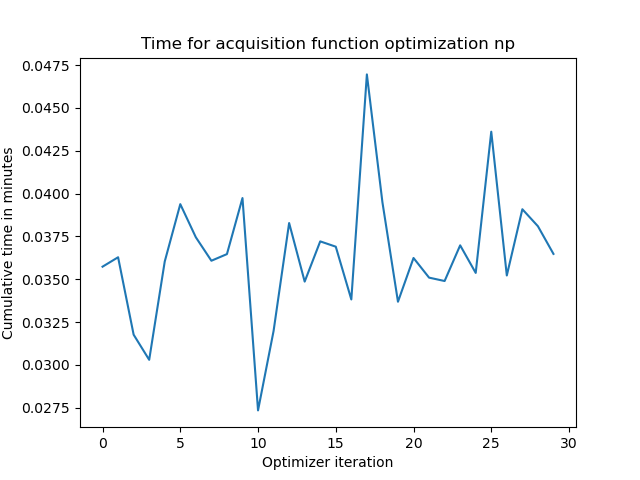 Time for acquisition function optimization np
0.0475
0.0450
0.0425
0.0400
0.0375
0.0350
0.0325
0.0300
0.0275
Cumulative time in minutes
0 5 10 15 20 25 30
Optimizer iteration